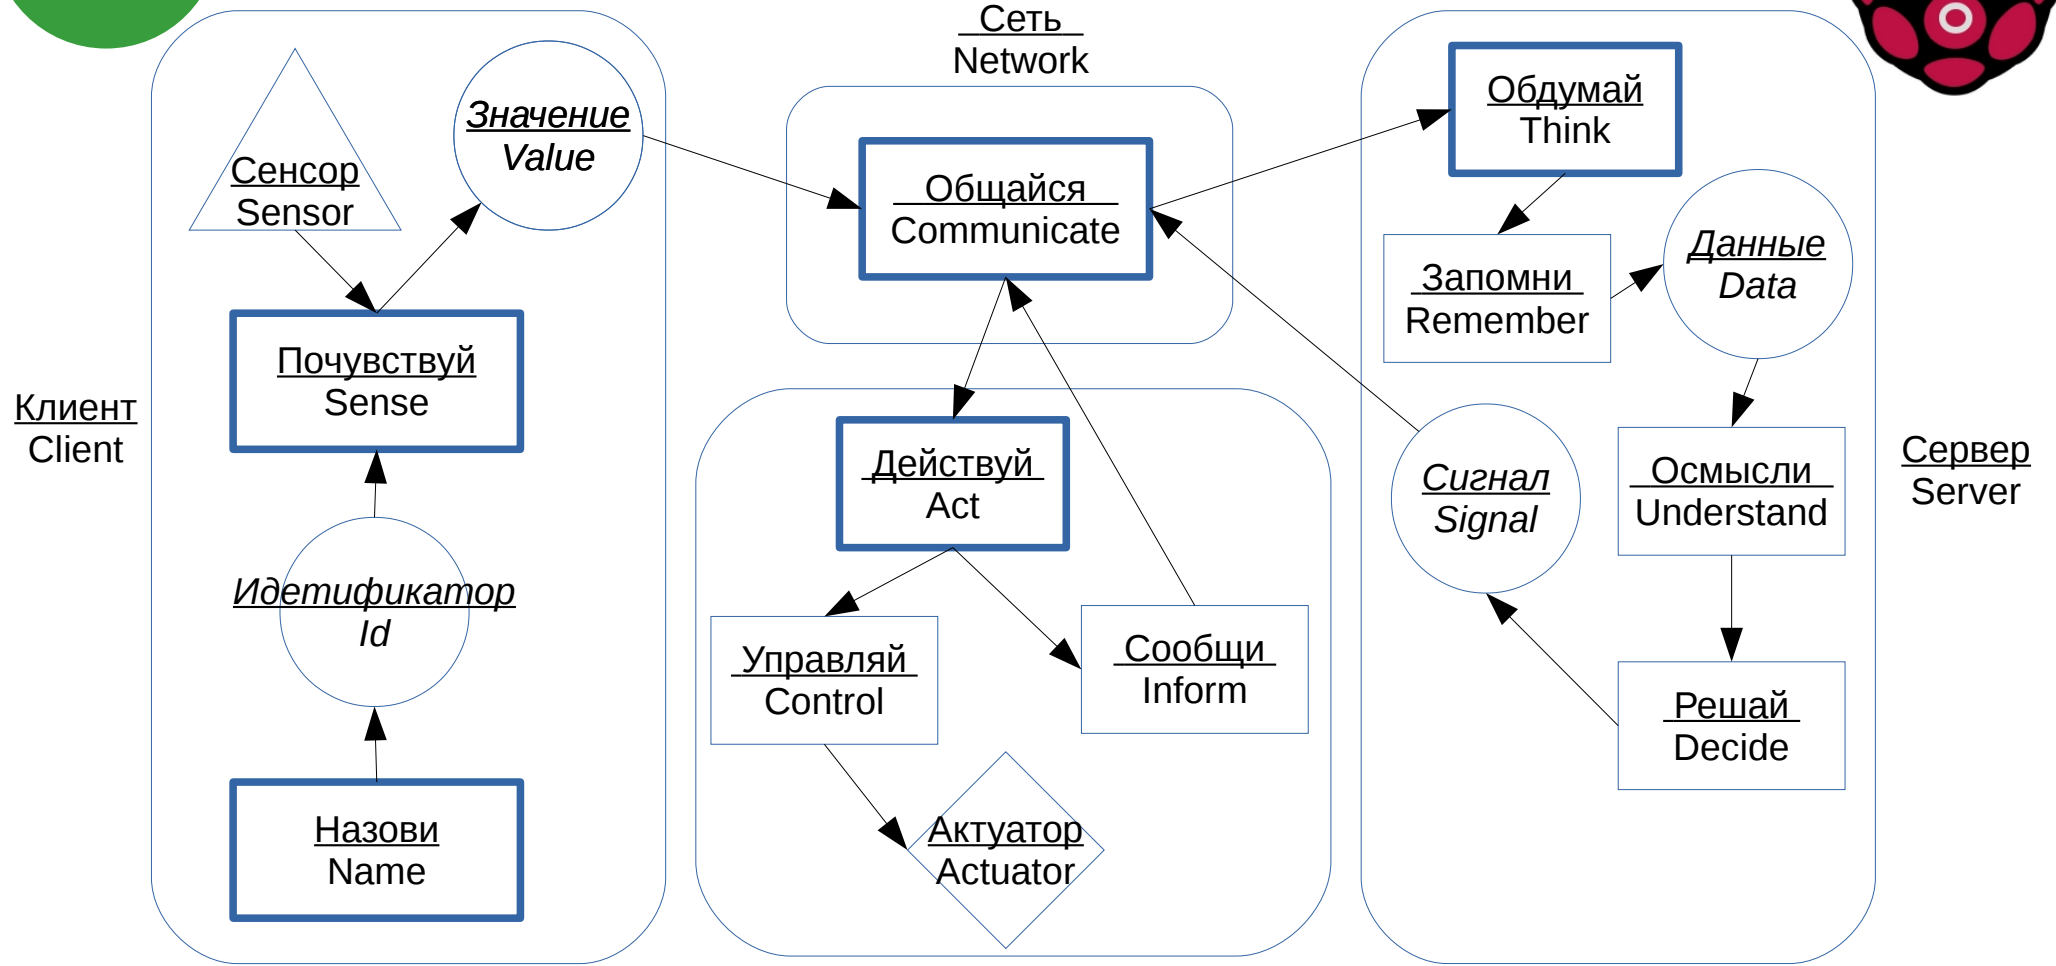 Клиент
Client
Сенсор
Sensor
Значение
Value
Почувствуй
Sense
Идетификатор
Id
Назови
Name
Сеть
Network
Общайся
Communicate
Действуй
Act
Управляй
Control
Сообщи
Inform
Актуатор
Actuator
Обдумай
Think
Запомни
Remember
Данные
Data
Сигнал
Signal
Осмысли
Understand
Решай
Decide
Сервер
Server